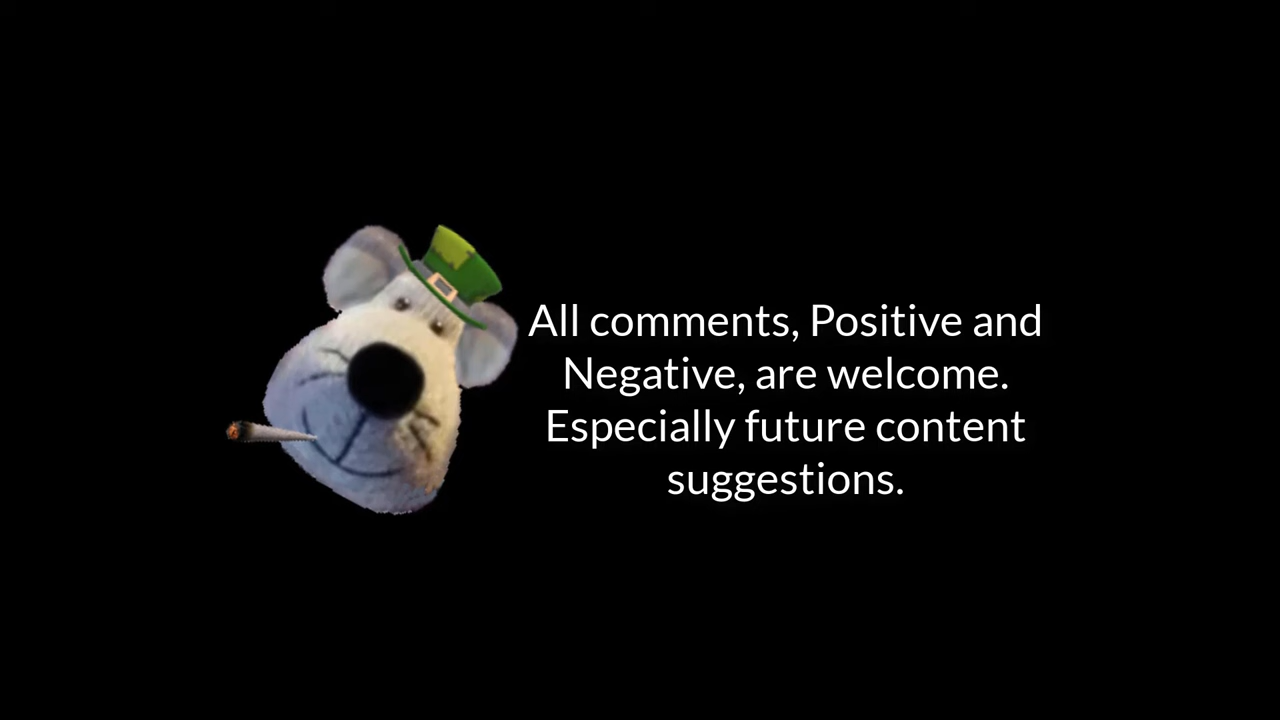 All comments, Positive and
Negative, are welcome.
Especially future content
suggestions.